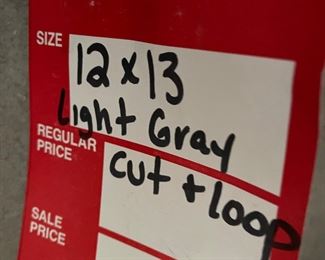 SIZE
12 x 13
Light Gray
REGULAR
PRICE
cut + loop
SALE
PRICE